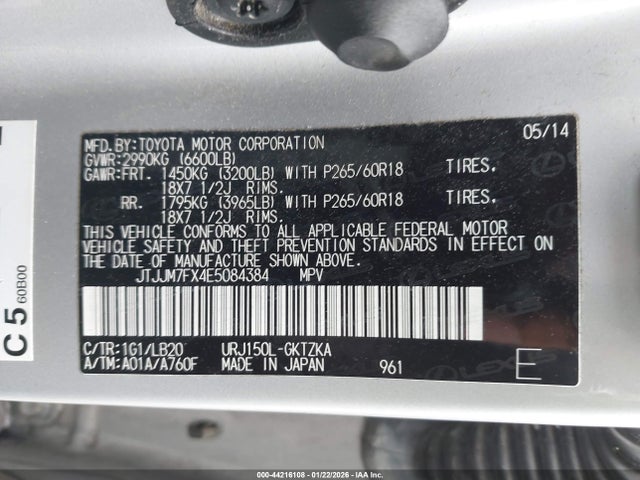 MFD.BY:TOYOTA MOTOR CORPORATION 05/14
GVWR:2990KG (6600LB)
GAWR:FRT. 1450KG (3200LB) WITH P265/60R18 TIRES.
18X7 1/2J RIMS.
RR. 1795KG (3965LB) WITH P265/60R18 TIRES.
18X7 1/2J RIMS.
THIS VEHICLE CONFORMS TO ALL APPLICABLE FEDERAL MOTOR
VEHICLE SAFETY AND THEFT PREVENTION STANDARDS IN EFFECT
ON THE DATE OF MANUFACTURE SHOWN ABOVE.
JTJJM7FX4E5084384 MPV
C/TR:1G1/LB20 URJ150L-GKTZKA
A/TM:A01A/A760F MADE IN JAPAN 961 E
LEXUS
C 5 60B00
000-44216108 - 01/22/2026 - IAA Inc.